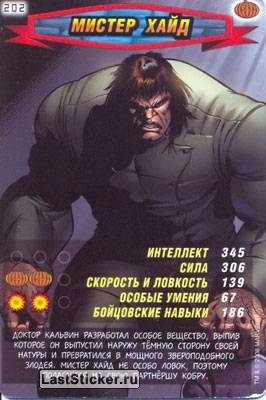 202
МИСТЕР ХАЙД
ИНТЕЛЛЕКТ 345
СИЛА 306
СКОРОСТЬ И ЛОВКОСТЬ 139
ОСОБЫЕ УМЕНИЯ 67
БОЙЦОВСКИЕ НАВЫКИ 186
ДОКТОР КАЛЬВИН РАЗРАБОТАЛ ОСОБОЕ ВЕЩЕСТВО, ВЫПИВ
КОТОРОЕ ОН ВЫПУСТИЛ НАРУЖУ ТЁМНУЮ СТОРОНУ СВОЕЙ
НАТУРЫ И ПРЕВРАТИЛСЯ В МОЩНОГО ЗВЕРОПОДОБНОГО
ЗЛОДЕЯ. МИСТЕР ХАЙД НЕ ОСОБО ЛОВОК, ПОЭТОМУ
СВОЮ ПАРТНЁРШУ КОБРУ.
LastSticker.ru